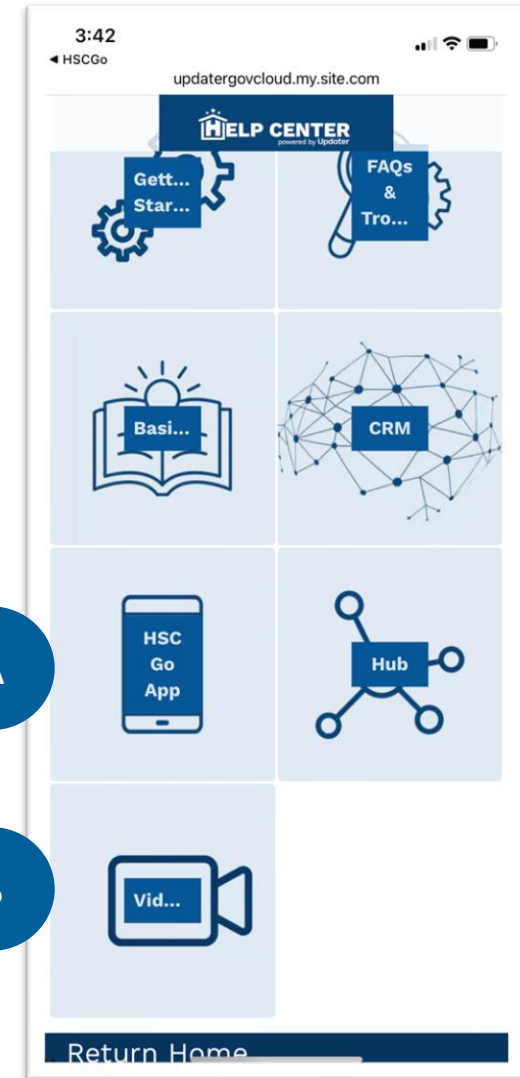 3:42
◄ HSCGo
updatergovcloud.my.site.com
HELP CENTER
powered by Updater
Gett...
Star...
FAQs
&
Tro...
Basi...
CRM
HSC
Go
App
Hub
Vid...
Return Home